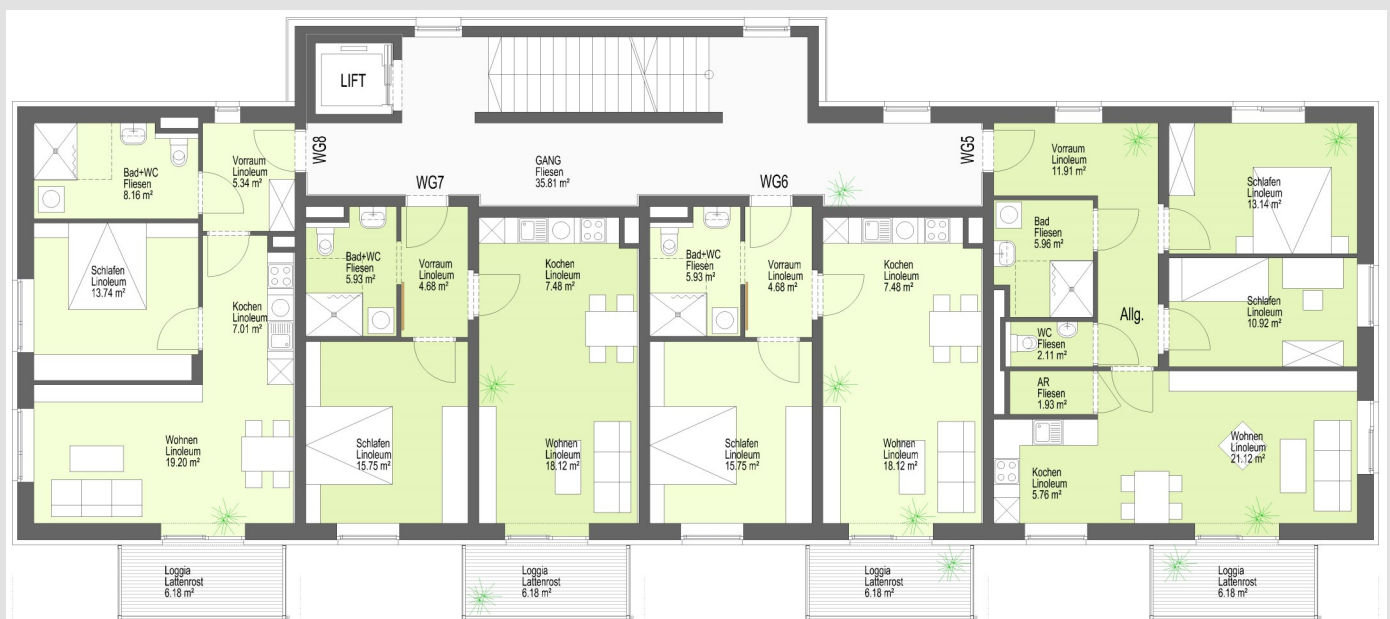 LIFT
WG8
GANG
Fliesen
35.81 m²
WG7
WG6
WG5
Bad+WC
Fliesen
8.16 m²
Vorraum
Linoleum
5.34 m²
Schlafen
Linoleum
13.74 m²
Kochen
Linoleum
7.01 m²
Wohnen
Linoleum
19.20 m²
Loggia
Lattenrost
6.18 m²
Bad+WC
Fliesen
5.93 m²
Vorraum
Linoleum
4.68 m²
Kochen
Linoleum
7.48 m²
Schlafen
Linoleum
15.75 m²
Wohnen
Linoleum
18.12 m²
Loggia
Lattenrost
6.18 m²
Bad+WC
Fliesen
5.93 m²
Vorraum
Linoleum
4.68 m²
Kochen
Linoleum
7.48 m²
Schlafen
Linoleum
15.75 m²
Wohnen
Linoleum
18.12 m²
Loggia
Lattenrost
6.18 m²
Vorraum
Linoleum
11.91 m²
Schlafen
Linoleum
13.14 m²
Bad
Fliesen
5.96 m²
Schlafen
Linoleum
10.92 m²
Allg.
WC
Fliesen
2.11 m²
AR
Fliesen
1.93 m²
Kochen
Linoleum
5.76 m²
Wohnen
Linoleum
21.12 m²
Loggia
Lattenrost
6.18 m²